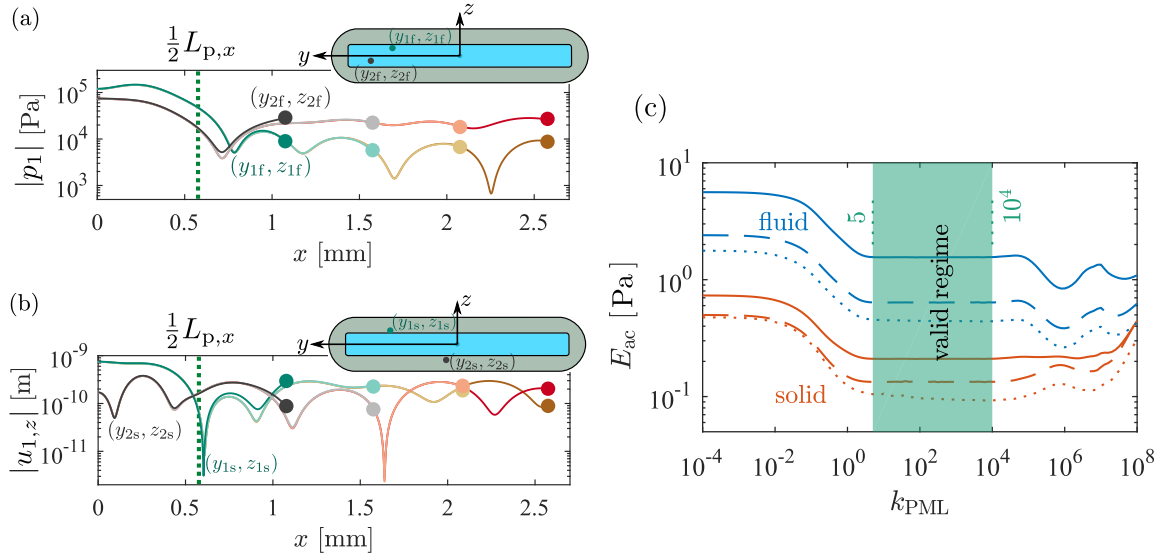 (a)
½ L_p,x
z
(y_1f, z_1f)
y
(y_2f, z_2f)
10^5
10^4
10^3
|p_1| [Pa]
(y_2f, z_2f)
(y_1f, z_1f)
0
0.5
1
1.5
2
2.5
x [mm]
(b)
½ L_p,x
z
(y_1s, z_1s)
y
(y_2s, z_2s)
10^-9
10^-10
10^-11
|u_1,z| [m]
(y_2s, z_2s)
(y_1s, z_1s)
0
0.5
1
1.5
2
2.5
x [mm]
(c)
10^1
10^0
10^-1
E_ac [Pa]
fluid
solid
5
valid regime
10^4
10^-4
10^-2
10^0
10^2
10^4
10^6
10^8
k_PML